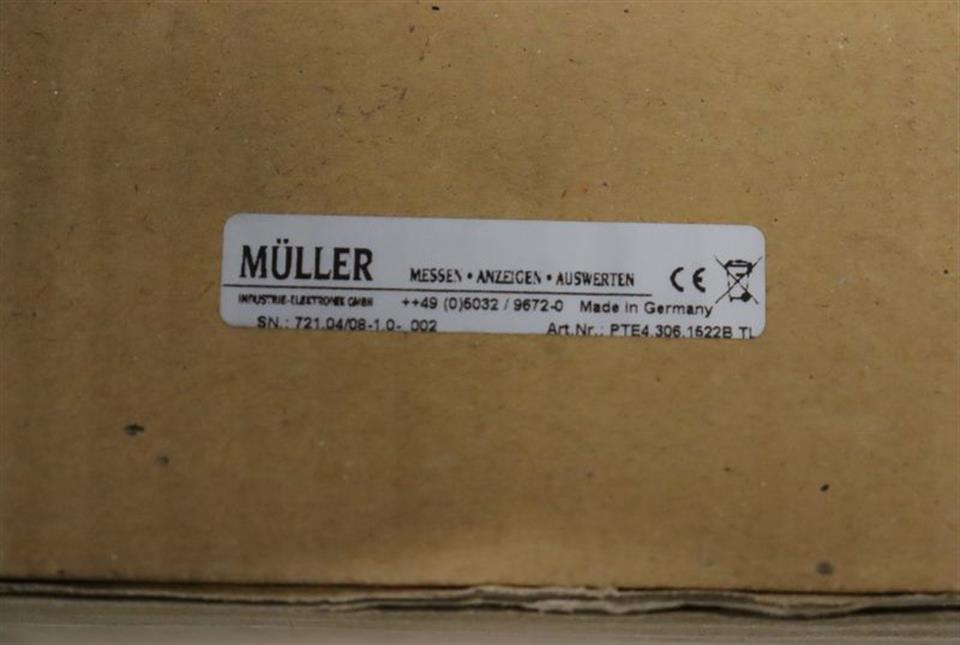 MÜLLER MESSEN • ANZEIGEN • AUSWERTEN CE
INDUSTRIE-ELEKTRONIK GMBH ++49 (0)5032 / 9672-0 Made in Germany
SN.: 721.04/08-1.0-. 002 Art.Nr.: PTE4.306.1522B TL